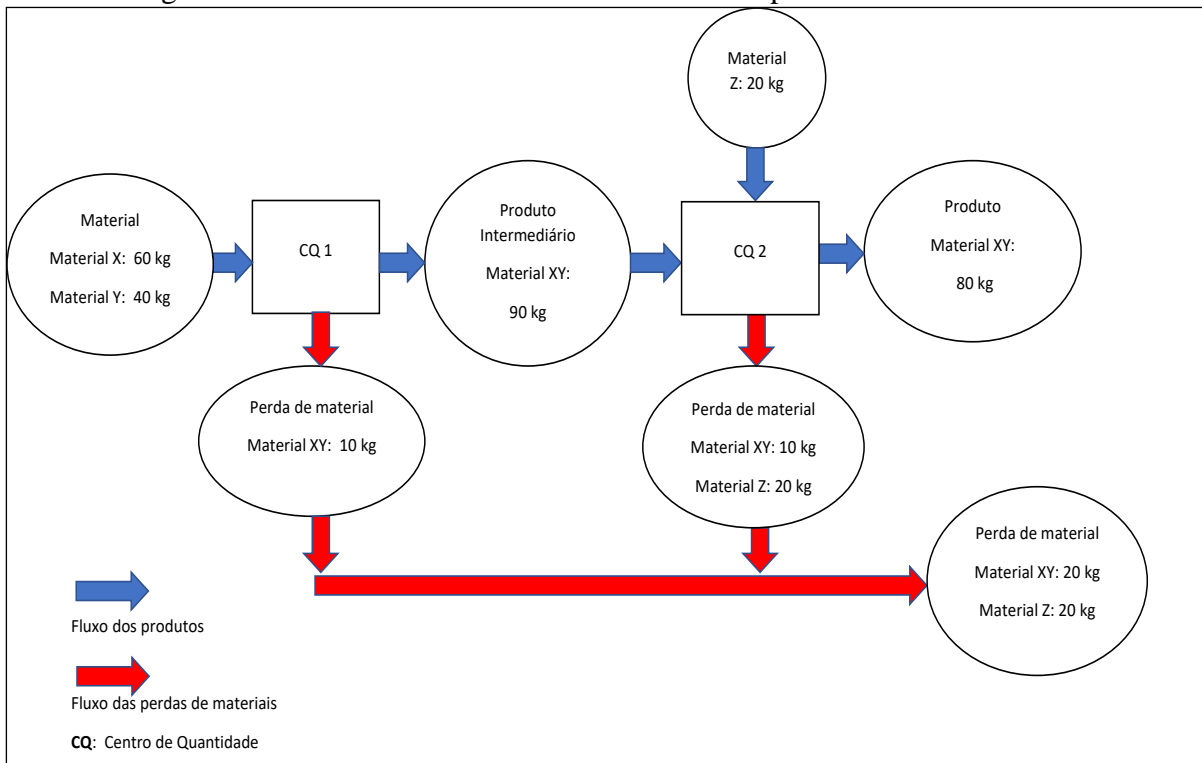 Material
Z: 20 kg
Material
Material X: 60 kg
Material Y: 40 kg
CQ 1
Produto
Intermediário
Material XY:
90 kg
CQ 2
Produto
Material XY:
80 kg
Perda de material
Material XY: 10 kg
Perda de material
Material XY: 10 kg
Material Z: 20 kg
Perda de material
Material XY: 20 kg
Material Z: 20 kg
Fluxo dos produtos
Fluxo das perdas de materiais
CQ: Centro de Quantidade